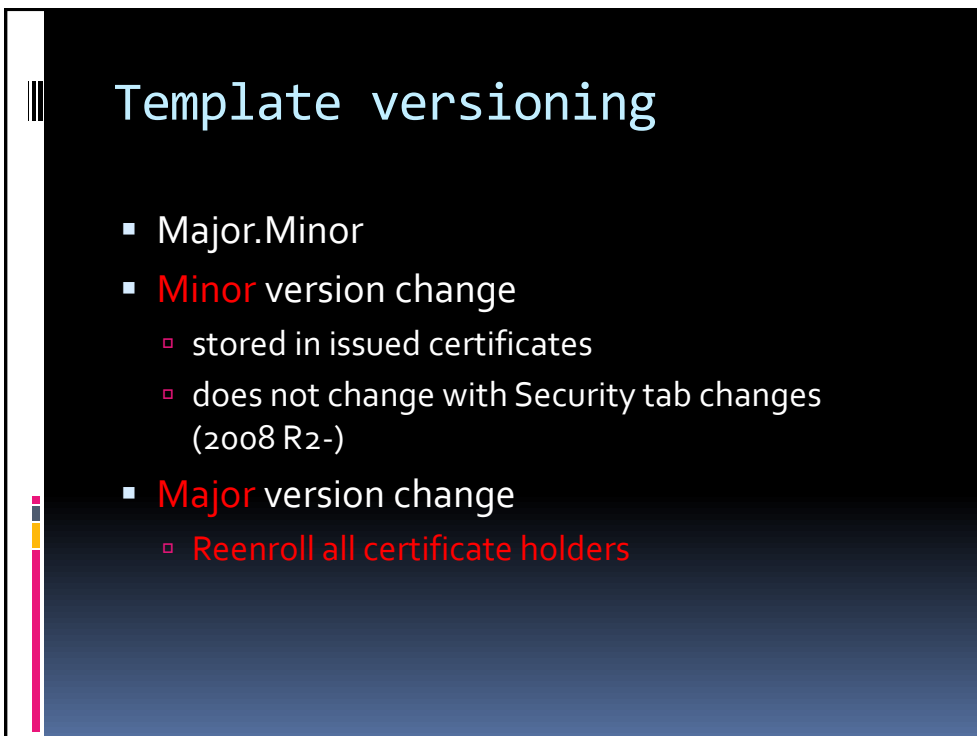 Template versioning
Major.Minor
Minor version change
stored in issued certificates
does not change with Security tab changes
(2008 R2-)
Major version change
Reenroll all certificate holders